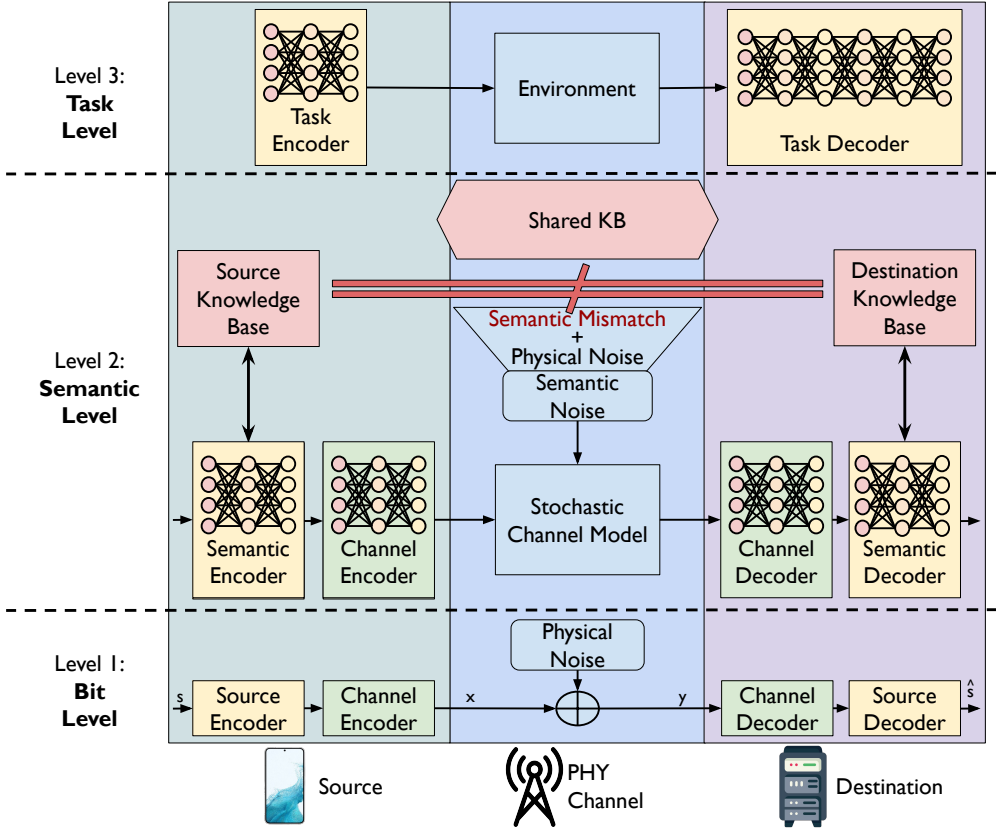 Level 3:
Task
Level
Task
Encoder
Environment
Task Decoder
Level 2:
Semantic
Level
Shared KB
Source
Knowledge
Base
Destination
Knowledge
Base
Semantic Mismatch
+
Physical Noise
Semantic
Noise
Semantic
Encoder
Channel
Encoder
Stochastic
Channel Model
Channel
Decoder
Semantic
Decoder
Level 1:
Bit
Level
s
Source
Encoder
Channel
Encoder
x
Physical
Noise
y
Channel
Decoder
Source
Decoder
ŝ
Source
PHY
Channel
Destination